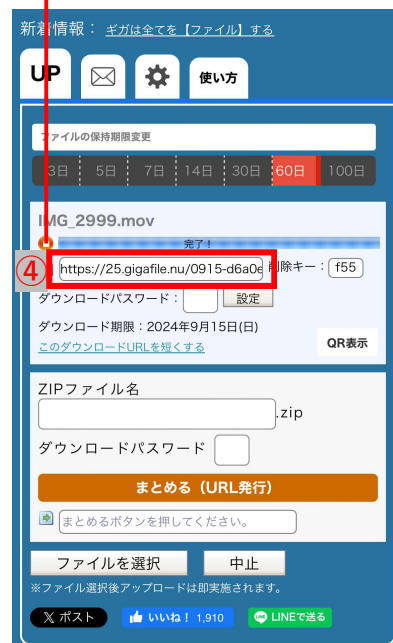 新着情報： ギガは全てを【ファイル】する
UP 使い方
ファイルの保持期限変更
3日 5日 7日 14日 30日 60日 100日
IMG_2999.mov
完了！
④ https://25.gigafile.nu/0915-d6a0e 削除キー：f55
ダウンロードパスワード： 設定
ダウンロード期限：2024年9月15日(日)
このダウンロードURLを短くする QR表示
ZIPファイル名
.zip
ダウンロードパスワード
まとめる（URL発行）
まとめるボタンを押してください。
ファイルを選択 中止
※ファイル選択後アップロードは即実施されます。
X ポスト いいね！ 1,910 LINEで送る